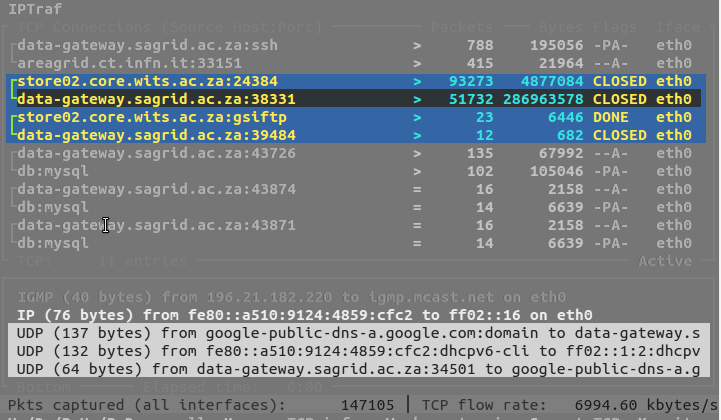 IPTraf
TCP Connections (Source Host:Port) Packets Bytes Flags Iface
data-gateway.sagrid.ac.za:ssh > 788 195056 -PA- eth0
areagrid.ct.infn.it:33151 > 415 21964 --A- eth0
store02.core.wits.ac.za:24384 > 93273 4877084 CLOSED eth0
data-gateway.sagrid.ac.za:38331 > 51732 286963578 CLOSED eth0
store02.core.wits.ac.za:gsiftp > 23 6446 DONE eth0
data-gateway.sagrid.ac.za:39484 > 12 682 CLOSED eth0
data-gateway.sagrid.ac.za:43726 > 135 67992 --A- eth0
db:mysql > 102 105046 -PA- eth0
data-gateway.sagrid.ac.za:43874 = 16 2158 --A- eth0
db:mysql = 14 6639 -PA- eth0
data-gateway.sagrid.ac.za:43871 = 16 2158 --A- eth0
db:mysql = 14 6639 -PA- eth0
TCP: 11 entries Active
IGMP (40 bytes) from 196.21.182.220 to igmp.mcast.net on eth0
IP (76 bytes) from fe80::a510:9124:4859:cfc2 to ff02::16 on eth0
UDP (137 bytes) from google-public-dns-a.google.com:domain to data-gateway.s
UDP (132 bytes) from fe80::a510:9124:4859:cfc2:dhcpv6-cli to ff02::1:2:dhcpv
UDP (64 bytes) from data-gateway.sagrid.ac.za:34501 to google-public-dns-a.g
Bottom Elapsed time: 0:00
Pkts captured (all interfaces): 147105 | TCP flow rate: 6994.60 kbytes/s